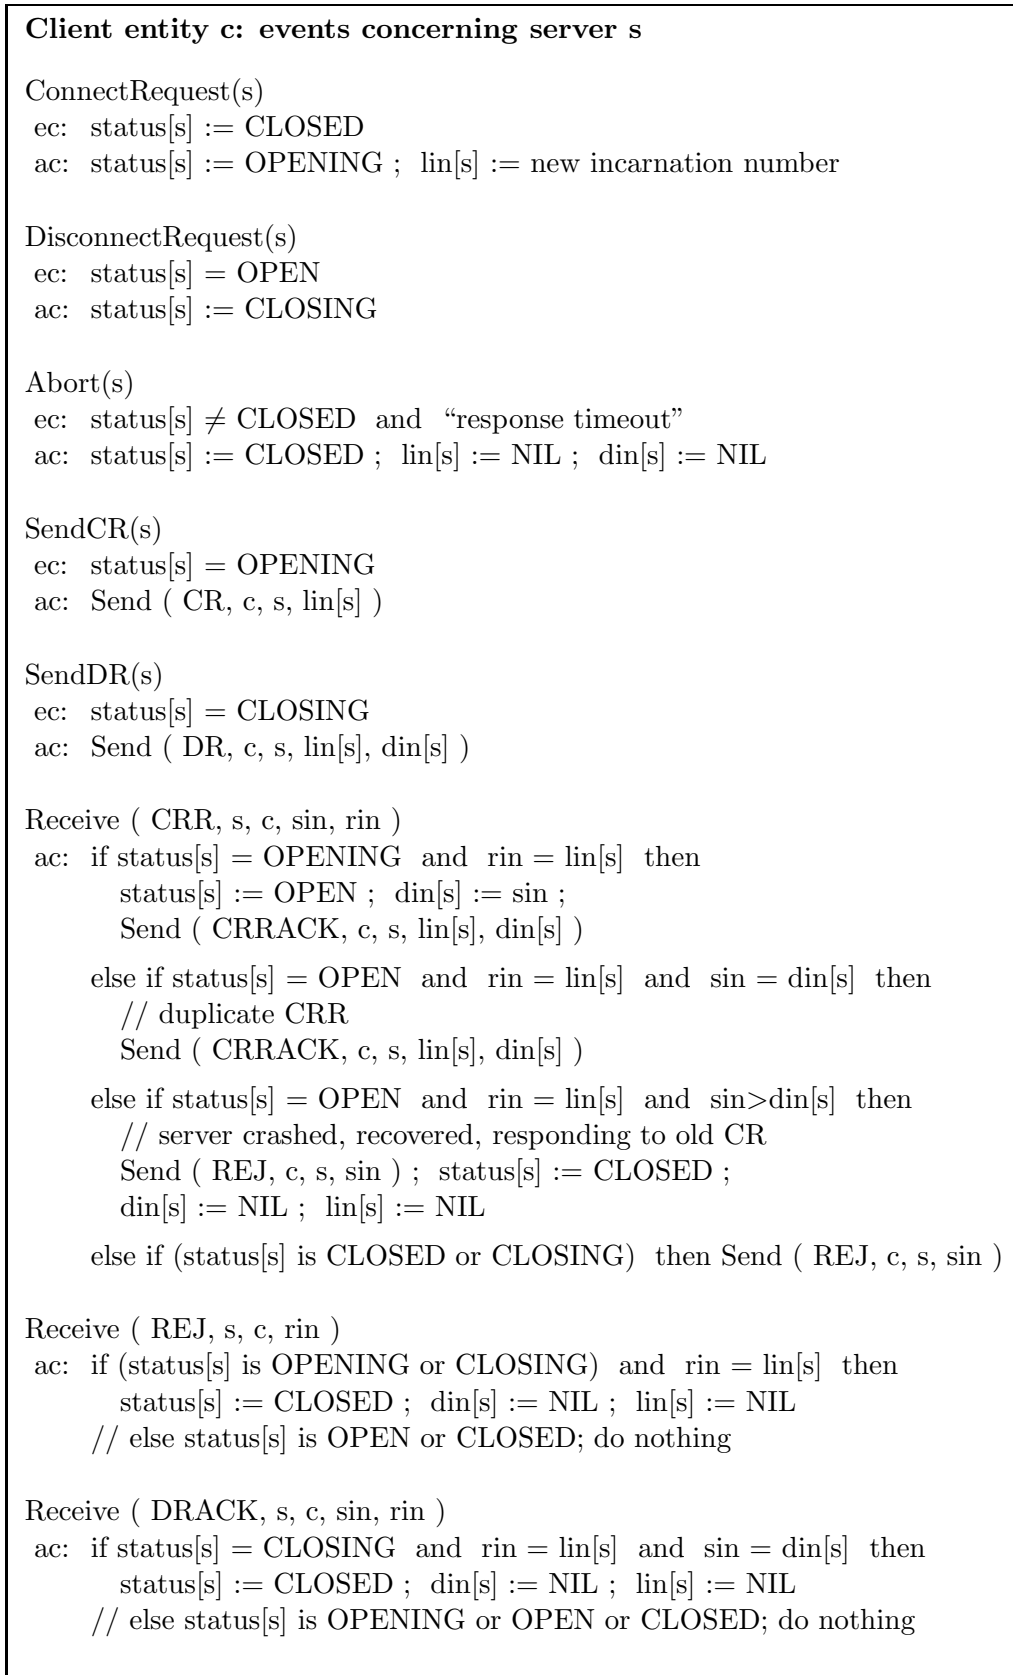 Client entity c: events concerning server s
ConnectRequest(s)
ec: status[s] := CLOSED
ac: status[s] := OPENING ; lin[s] := new incarnation number
DisconnectRequest(s)
ec: status[s] = OPEN
ac: status[s] := CLOSING
Abort(s)
ec: status[s] ≠ CLOSED and “response timeout”
ac: status[s] := CLOSED ; lin[s] := NIL ; din[s] := NIL
SendCR(s)
ec: status[s] = OPENING
ac: Send ( CR, c, s, lin[s] )
SendDR(s)
ec: status[s] = CLOSING
ac: Send ( DR, c, s, lin[s], din[s] )
Receive ( CRR, s, c, sin, rin )
ac: if status[s] = OPENING and rin = lin[s] then
status[s] := OPEN ; din[s] := sin ;
Send ( CRRACK, c, s, lin[s], din[s] )
else if status[s] = OPEN and rin = lin[s] and sin = din[s] then
// duplicate CRR
Send ( CRRACK, c, s, lin[s], din[s] )
else if status[s] = OPEN and rin = lin[s] and sin>din[s] then
// server crashed, recovered, responding to old CR
Send ( REJ, c, s, sin ) ; status[s] := CLOSED ;
din[s] := NIL ; lin[s] := NIL
else if (status[s] is CLOSED or CLOSING) then Send ( REJ, c, s, sin )
Receive ( REJ, s, c, rin )
ac: if (status[s] is OPENING or CLOSING) and rin = lin[s] then
status[s] := CLOSED ; din[s] := NIL ; lin[s] := NIL
// else status[s] is OPEN or CLOSED; do nothing
Receive ( DRACK, s, c, sin, rin )
ac: if status[s] = CLOSING and rin = lin[s] and sin = din[s] then
status[s] := CLOSED ; din[s] := NIL ; lin[s] := NIL
// else status[s] is OPENING or OPEN or CLOSED; do nothing